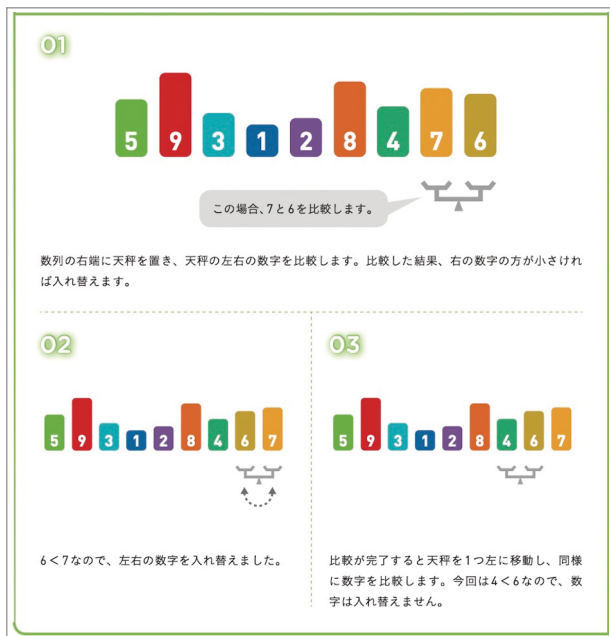 01
5 9 3 1 2 8 4 7 6
この場合、7と6を比較します。
数列の右端に天秤を置き、天秤の左右の数字を比較します。比較した結果、右の数字の方が小さけれ
ば入れ替えます。
02
5 9 3 1 2 8 4 6 7
6<7なので、左右の数字を入れ替えました。
03
5 9 3 1 2 8 4 6 7
比較が完了すると天秤を1つ左に移動し、同様
に数字を比較します。今回は4<6なので、数
字は入れ替えません。